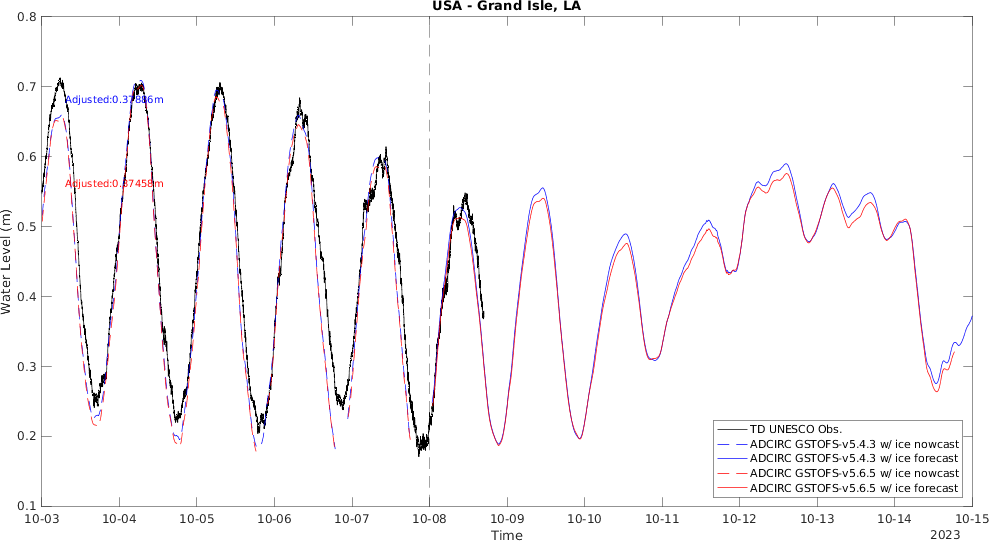 USA - Grand Isle, LA
0.8
0.7
0.6
0.5
0.4
0.3
0.2
0.1
Water Level (m)
Adjusted:0.37886m
Adjusted:0.37458m
TD UNESCO Obs.
ADCIRC GSTOFS-v5.4.3 w/ ice nowcast
ADCIRC GSTOFS-v5.4.3 w/ ice forecast
ADCIRC GSTOFS-v5.6.5 w/ ice nowcast
ADCIRC GSTOFS-v5.6.5 w/ ice forecast
10-03 10-04 10-05 10-06 10-07 10-08 10-09 10-10 10-11 10-12 10-13 10-14 10-15
Time
2023